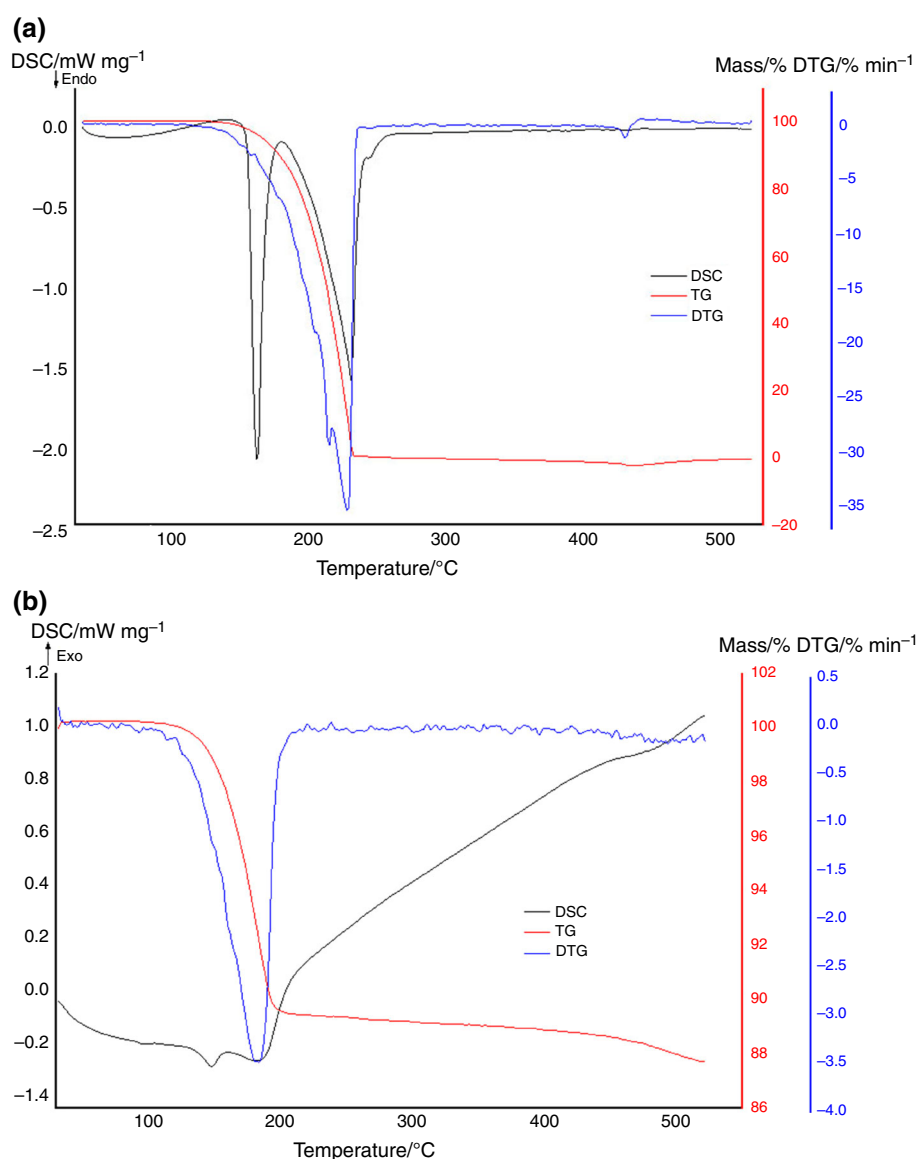 (a)
DSC/mW mg⁻¹
↓ Endo
Mass/% DTG/% min⁻¹
0.0
−0.5
−1.0
−1.5
−2.0
−2.5
100
80
60
40
20
0
−20
0
−5
−10
−15
−20
−25
−30
−35
DSC
TG
DTG
100 200 300 400 500
Temperature/°C
(b)
DSC/mW mg⁻¹
↑ Exo
Mass/% DTG/% min⁻¹
1.2
1.0
0.8
0.6
0.4
0.2
0.0
−0.2
−1.4
102
100
98
96
94
92
90
88
86
0.5
0.0
−0.5
−1.0
−1.5
−2.0
−2.5
−3.0
−3.5
−4.0
DSC
TG
DTG
100 200 300 400 500
Temperature/°C